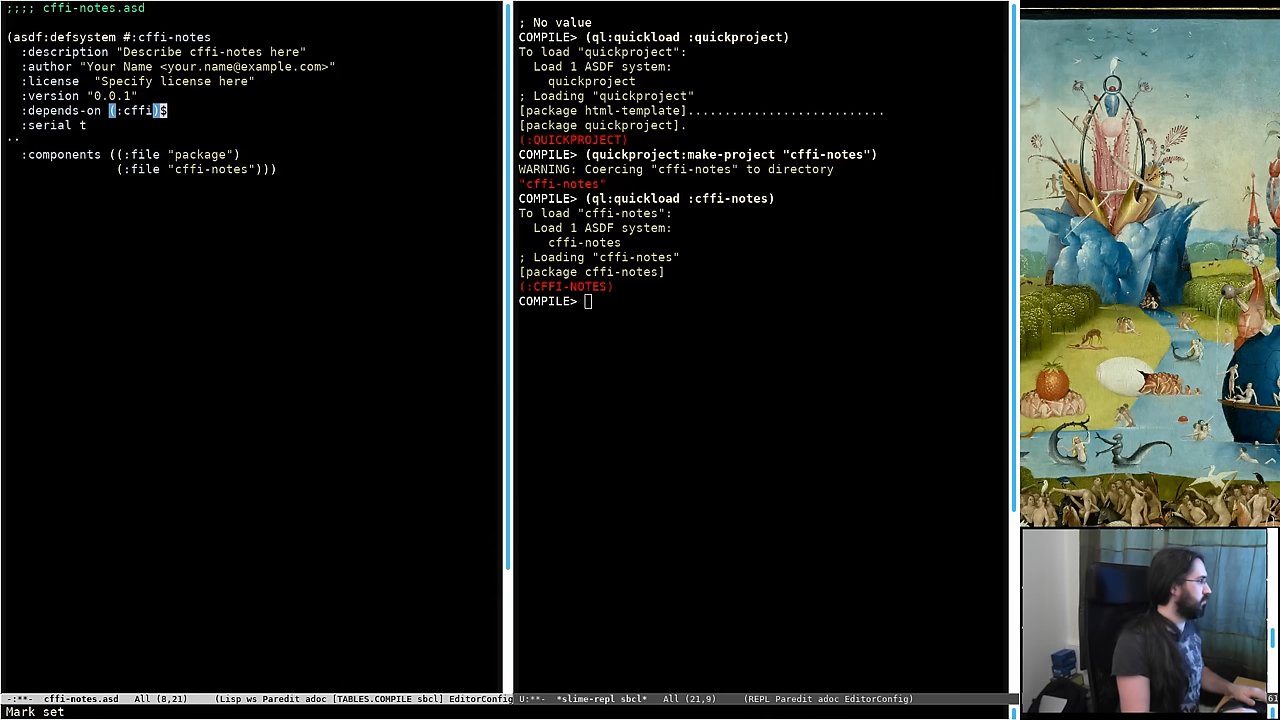 ;;;; cffi-notes.asd
(asdf:defsystem #:cffi-notes
:description "Describe cffi-notes here"
:author "Your Name <your.name@example.com>"
:license  "Specify license here"
:version "0.0.1"
:depends-on (:cffi)$
:serial t
..
:components ((:file "package")
(:file "cffi-notes")))
-:**-  cffi-notes.asd   All (8,21)     (Lisp ws Paredit adoc [TABLES.COMPILE sbcl] EditorConfig
Mark set
; No value
COMPILE> (ql:quickload :quickproject)
To load "quickproject":
Load 1 ASDF system:
quickproject
; Loading "quickproject"
[package html-template]...........................
[package quickproject].
(:QUICKPROJECT)
COMPILE> (quickproject:make-project "cffi-notes")
WARNING: Coercing "cffi-notes" to directory
"cffi-notes"
COMPILE> (ql:quickload :cffi-notes)
To load "cffi-notes":
Load 1 ASDF system:
cffi-notes
; Loading "cffi-notes"
[package cffi-notes]
(:CFFI-NOTES)
COMPILE>
U:**-  *slime-repl sbcl*   All (21,9)     (REPL Paredit adoc EditorConfig)
61